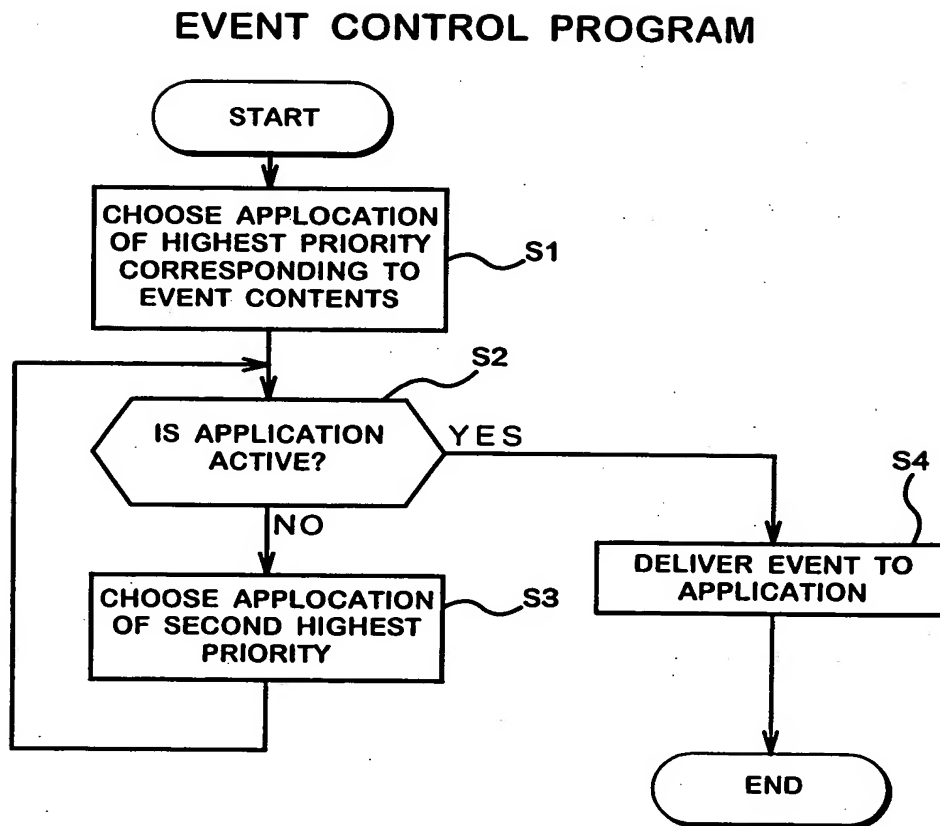 EVENT CONTROL PROGRAM
START
CHOOSE APPLOCATION
OF HIGHEST PRIORITY
CORRESPONDING TO
EVENT CONTENTS
S1
S2
IS APPLICATION
ACTIVE?
YES
NO
S4
DELIVER EVENT TO
APPLICATION
CHOOSE APPLOCATION
OF SECOND HIGHEST
PRIORITY
S3
END